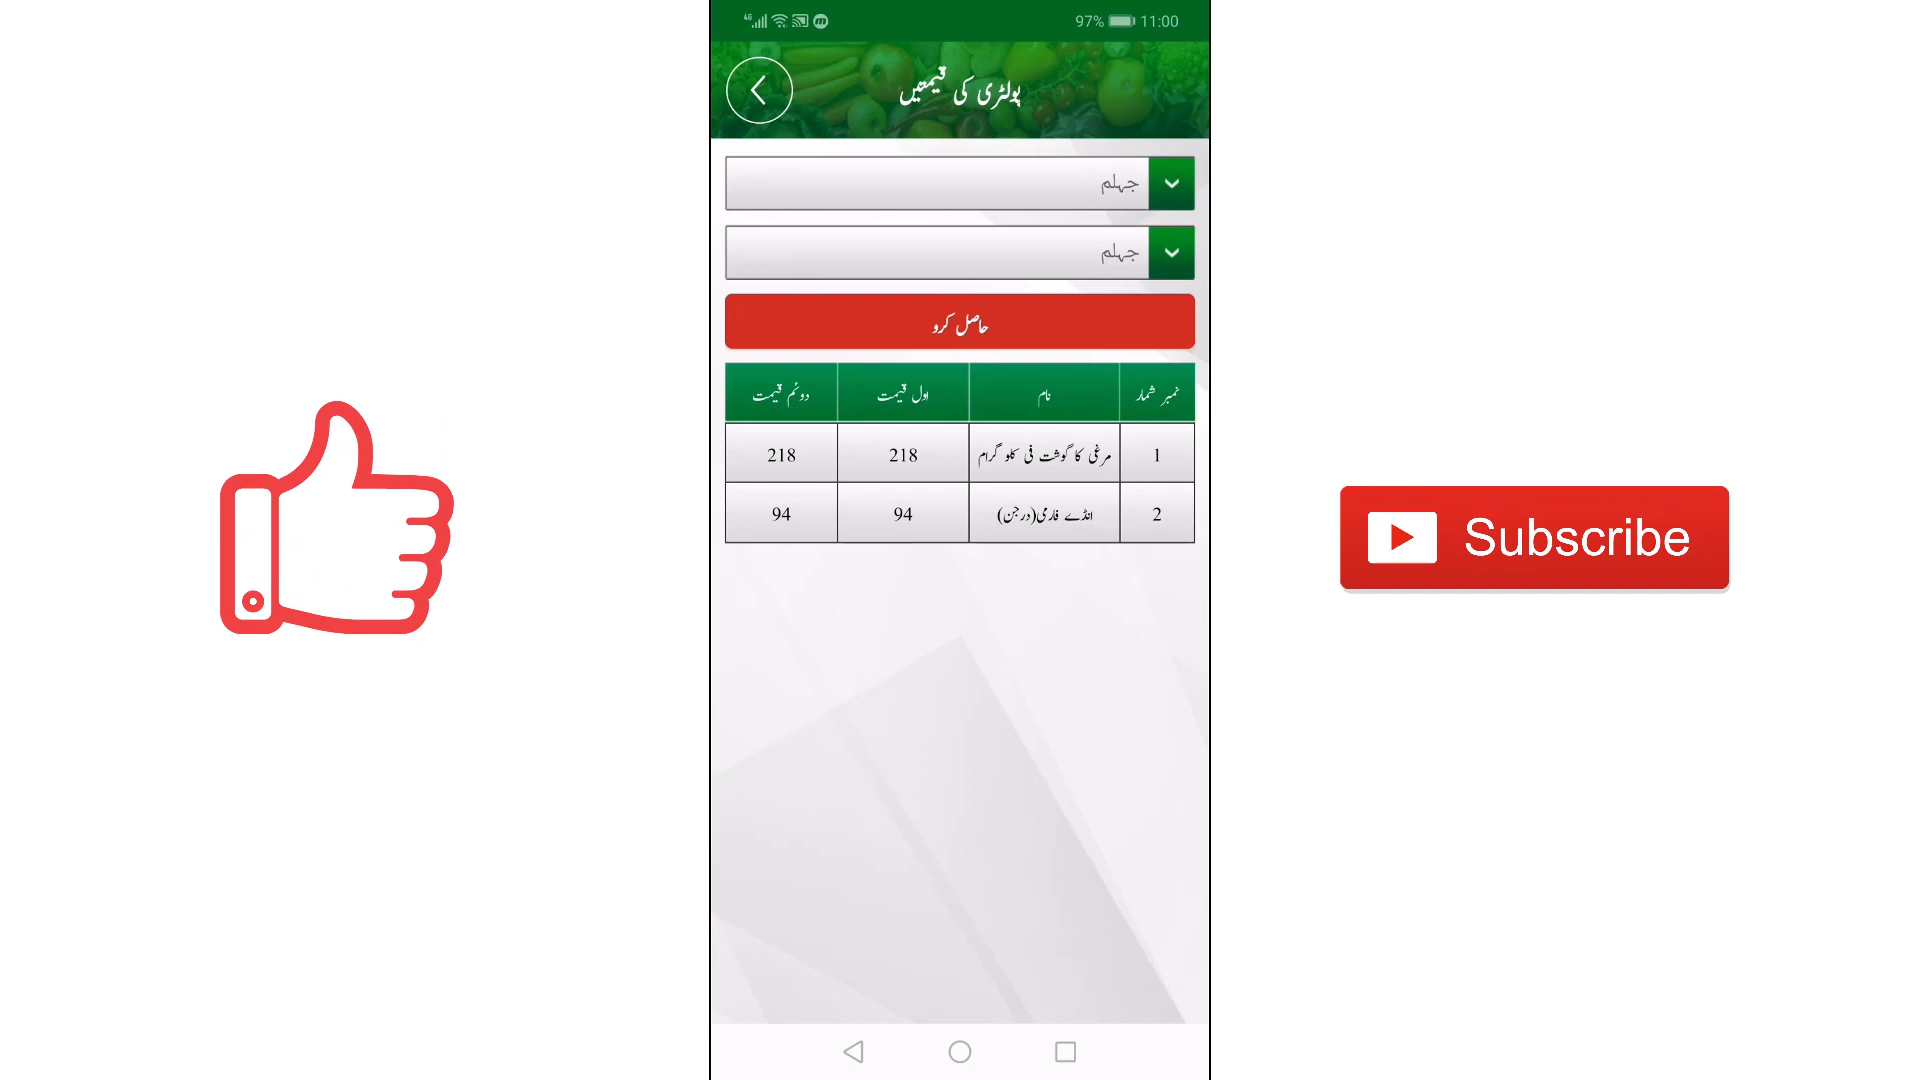 4G 97% 11:00
پولٹری کی قیمتیں
جہلم
جہلم
حاصل کرو
نمبر شمار نام اول قیمت دوئم قیمت
1 مرغی کا گوشت فی کلو گرام 218 218
2 انڈے فارمی(درجن) 94 94
Subscribe